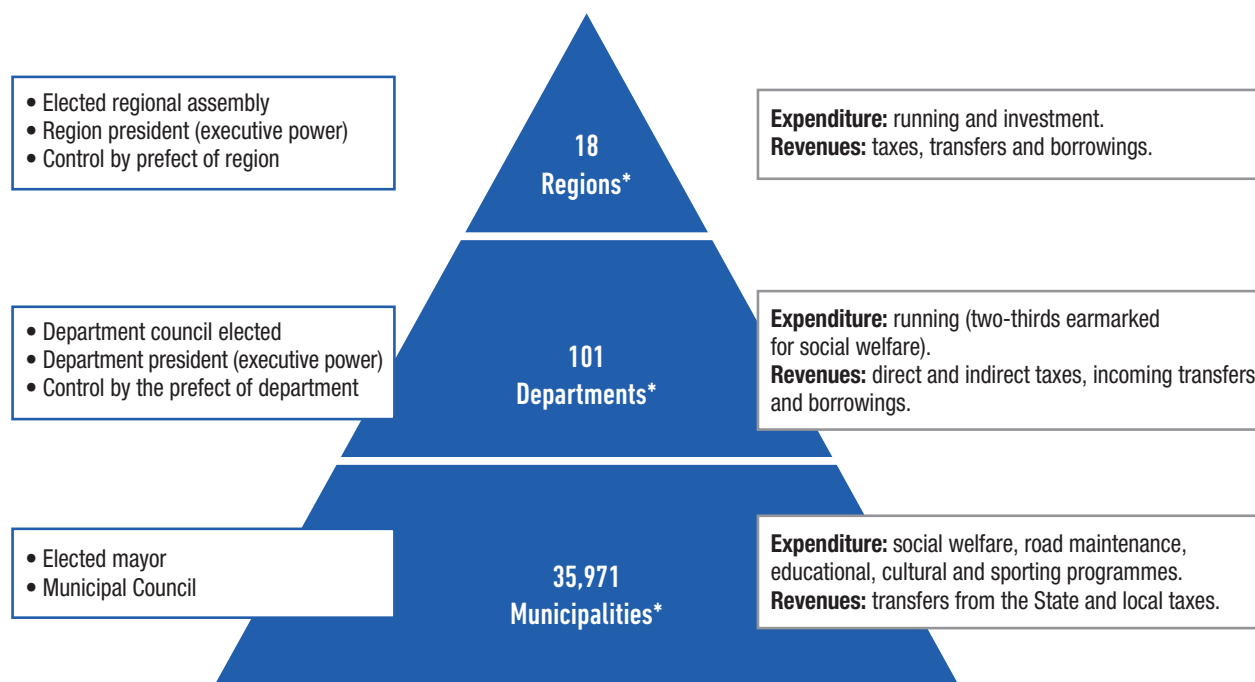 • Elected regional assembly
• Region president (executive power)
• Control by prefect of region
18
Regions*
Expenditure: running and investment.
Revenues: taxes, transfers and borrowings.
• Department council elected
• Department president (executive power)
• Control by the prefect of department
101
Departments*
Expenditure: running (two-thirds earmarked
for social welfare).
Revenues: direct and indirect taxes, incoming transfers
and borrowings.
• Elected mayor
• Municipal Council
35,971
Municipalities*
Expenditure: social welfare, road maintenance,
educational, cultural and sporting programmes.
Revenues: transfers from the State and local taxes.